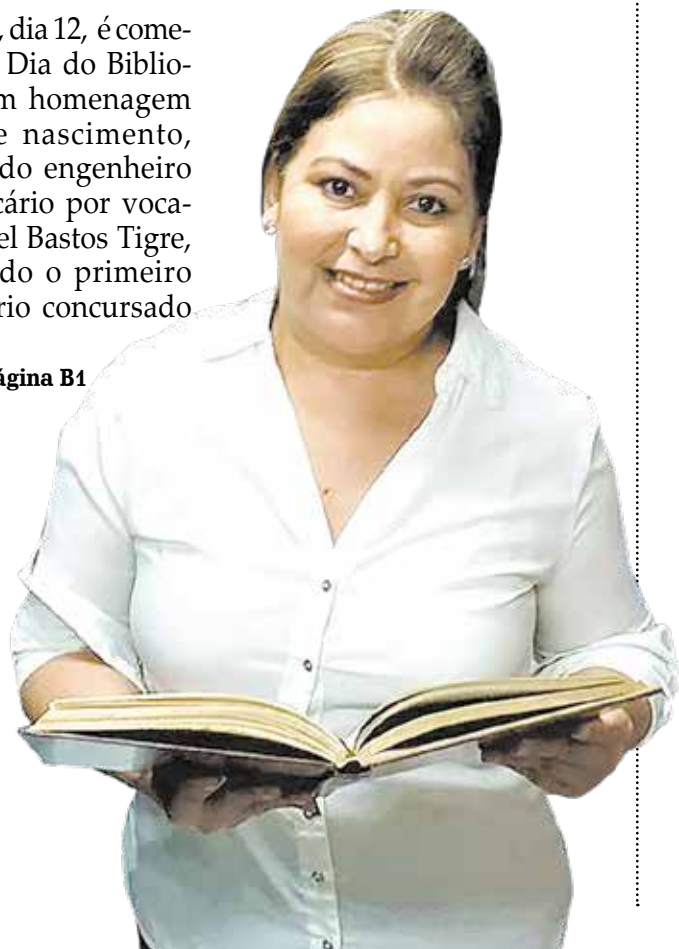 , dia 12, é come-
Dia do Biblio-
m homenagem
e nascimento,
do engenheiro
cário por voca-
el Bastos Tigre,
do o primeiro
rio concursado
ágina B1